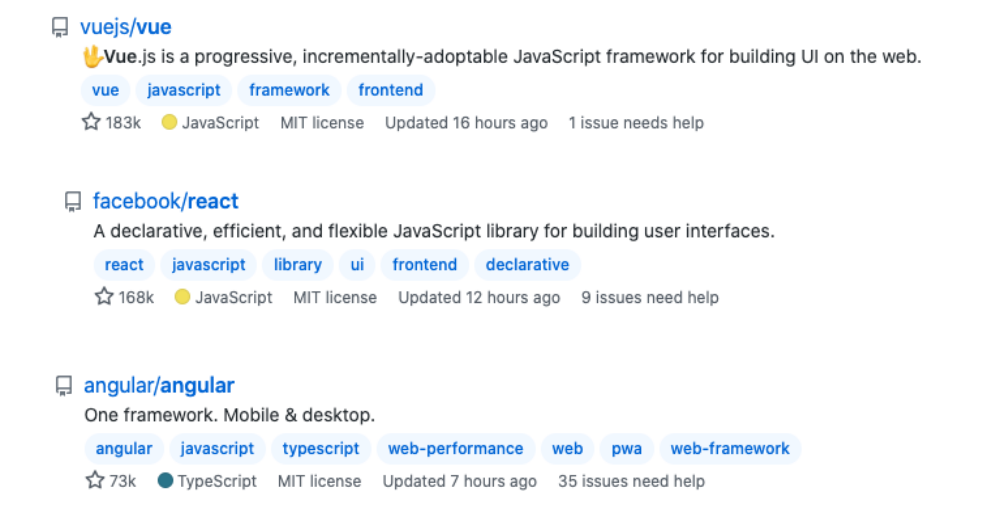 vuejs/vue
🖖Vue.js is a progressive, incrementally-adoptable JavaScript framework for building UI on the web.
vue javascript framework frontend
183k JavaScript MIT license Updated 16 hours ago 1 issue needs help
facebook/react
A declarative, efficient, and flexible JavaScript library for building user interfaces.
react javascript library ui frontend declarative
168k JavaScript MIT license Updated 12 hours ago 9 issues need help
angular/angular
One framework. Mobile & desktop.
angular javascript typescript web-performance web pwa web-framework
73k TypeScript MIT license Updated 7 hours ago 35 issues need help